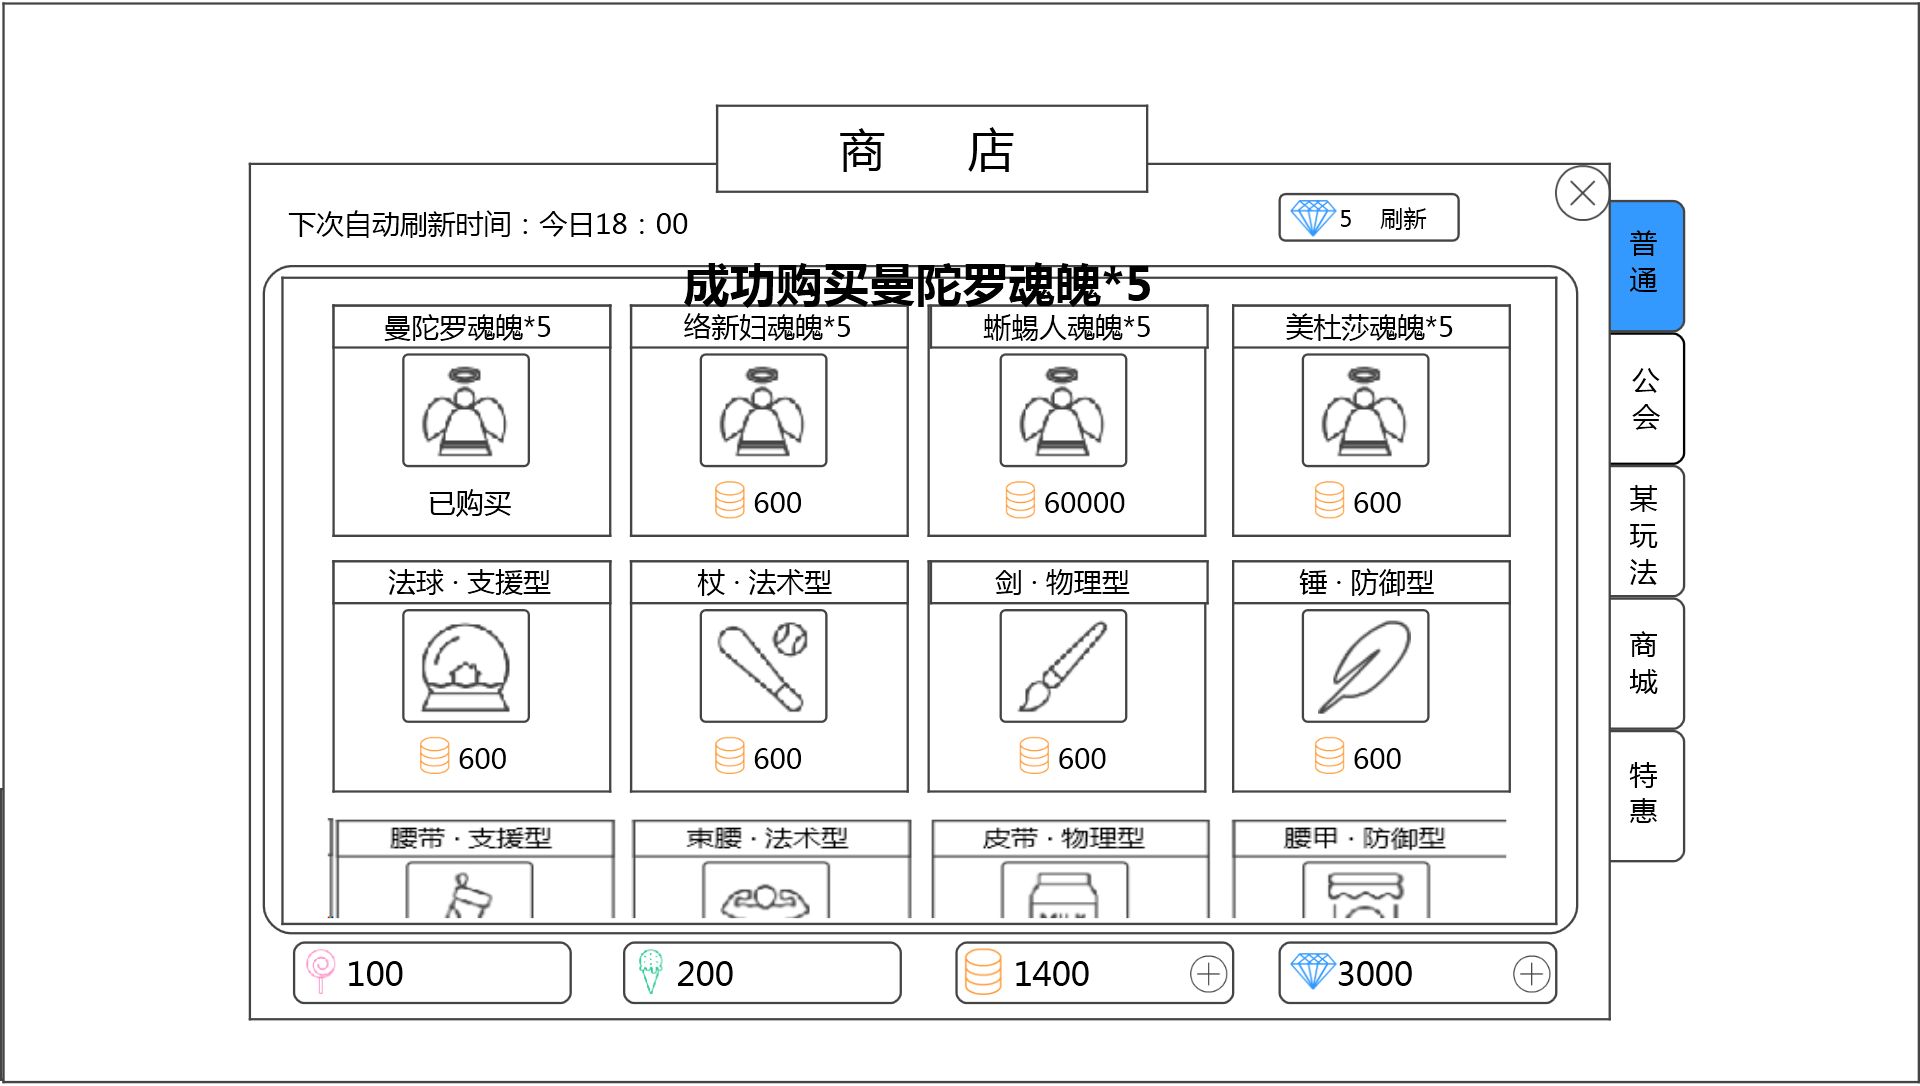 商 店
下次自动刷新时间：今日18：00
5 刷新
成功购买曼陀罗魂魄*5
曼陀罗魂魄*5
络新妇魂魄*5
蜥蜴人魂魄*5
美杜莎魂魄*5
已购买
600
60000
600
法球·支援型
杖·法术型
剑·物理型
锤·防御型
600
600
600
600
腰带·支援型
束腰·法术型
皮带·物理型
腰甲·防御型
MILK
100
200
1400
3000
普通
公会
某玩法
商城
特惠